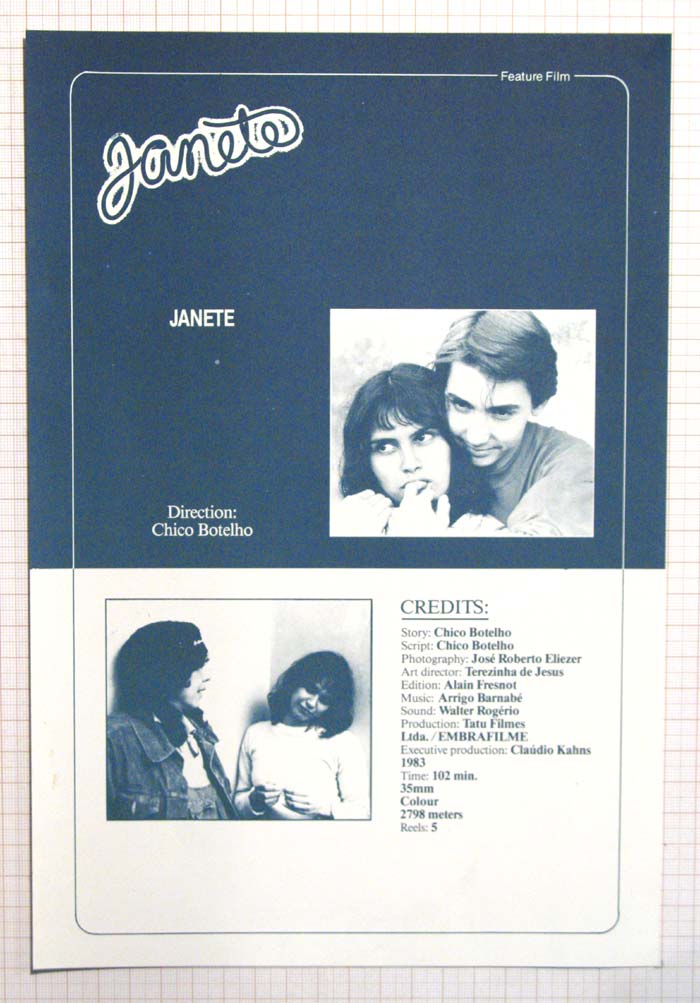 Feature Film
Janete
JANETE
Direction:
Chico Botelho
CREDITS:
Story: Chico Botelho
Script: Chico Botelho
Photography: José Roberto Eliezer
Art director: Terezinha de Jesus
Edition: Alain Fresnot
Music: Arrigo Barnabé
Sound: Walter Rogério
Production: Tatu Filmes
Ltda. / EMBRAFILME
Executive production: Claúdio Kahns
1983
Time: 102 min.
35mm
Colour
2798 meters
Reels: 5